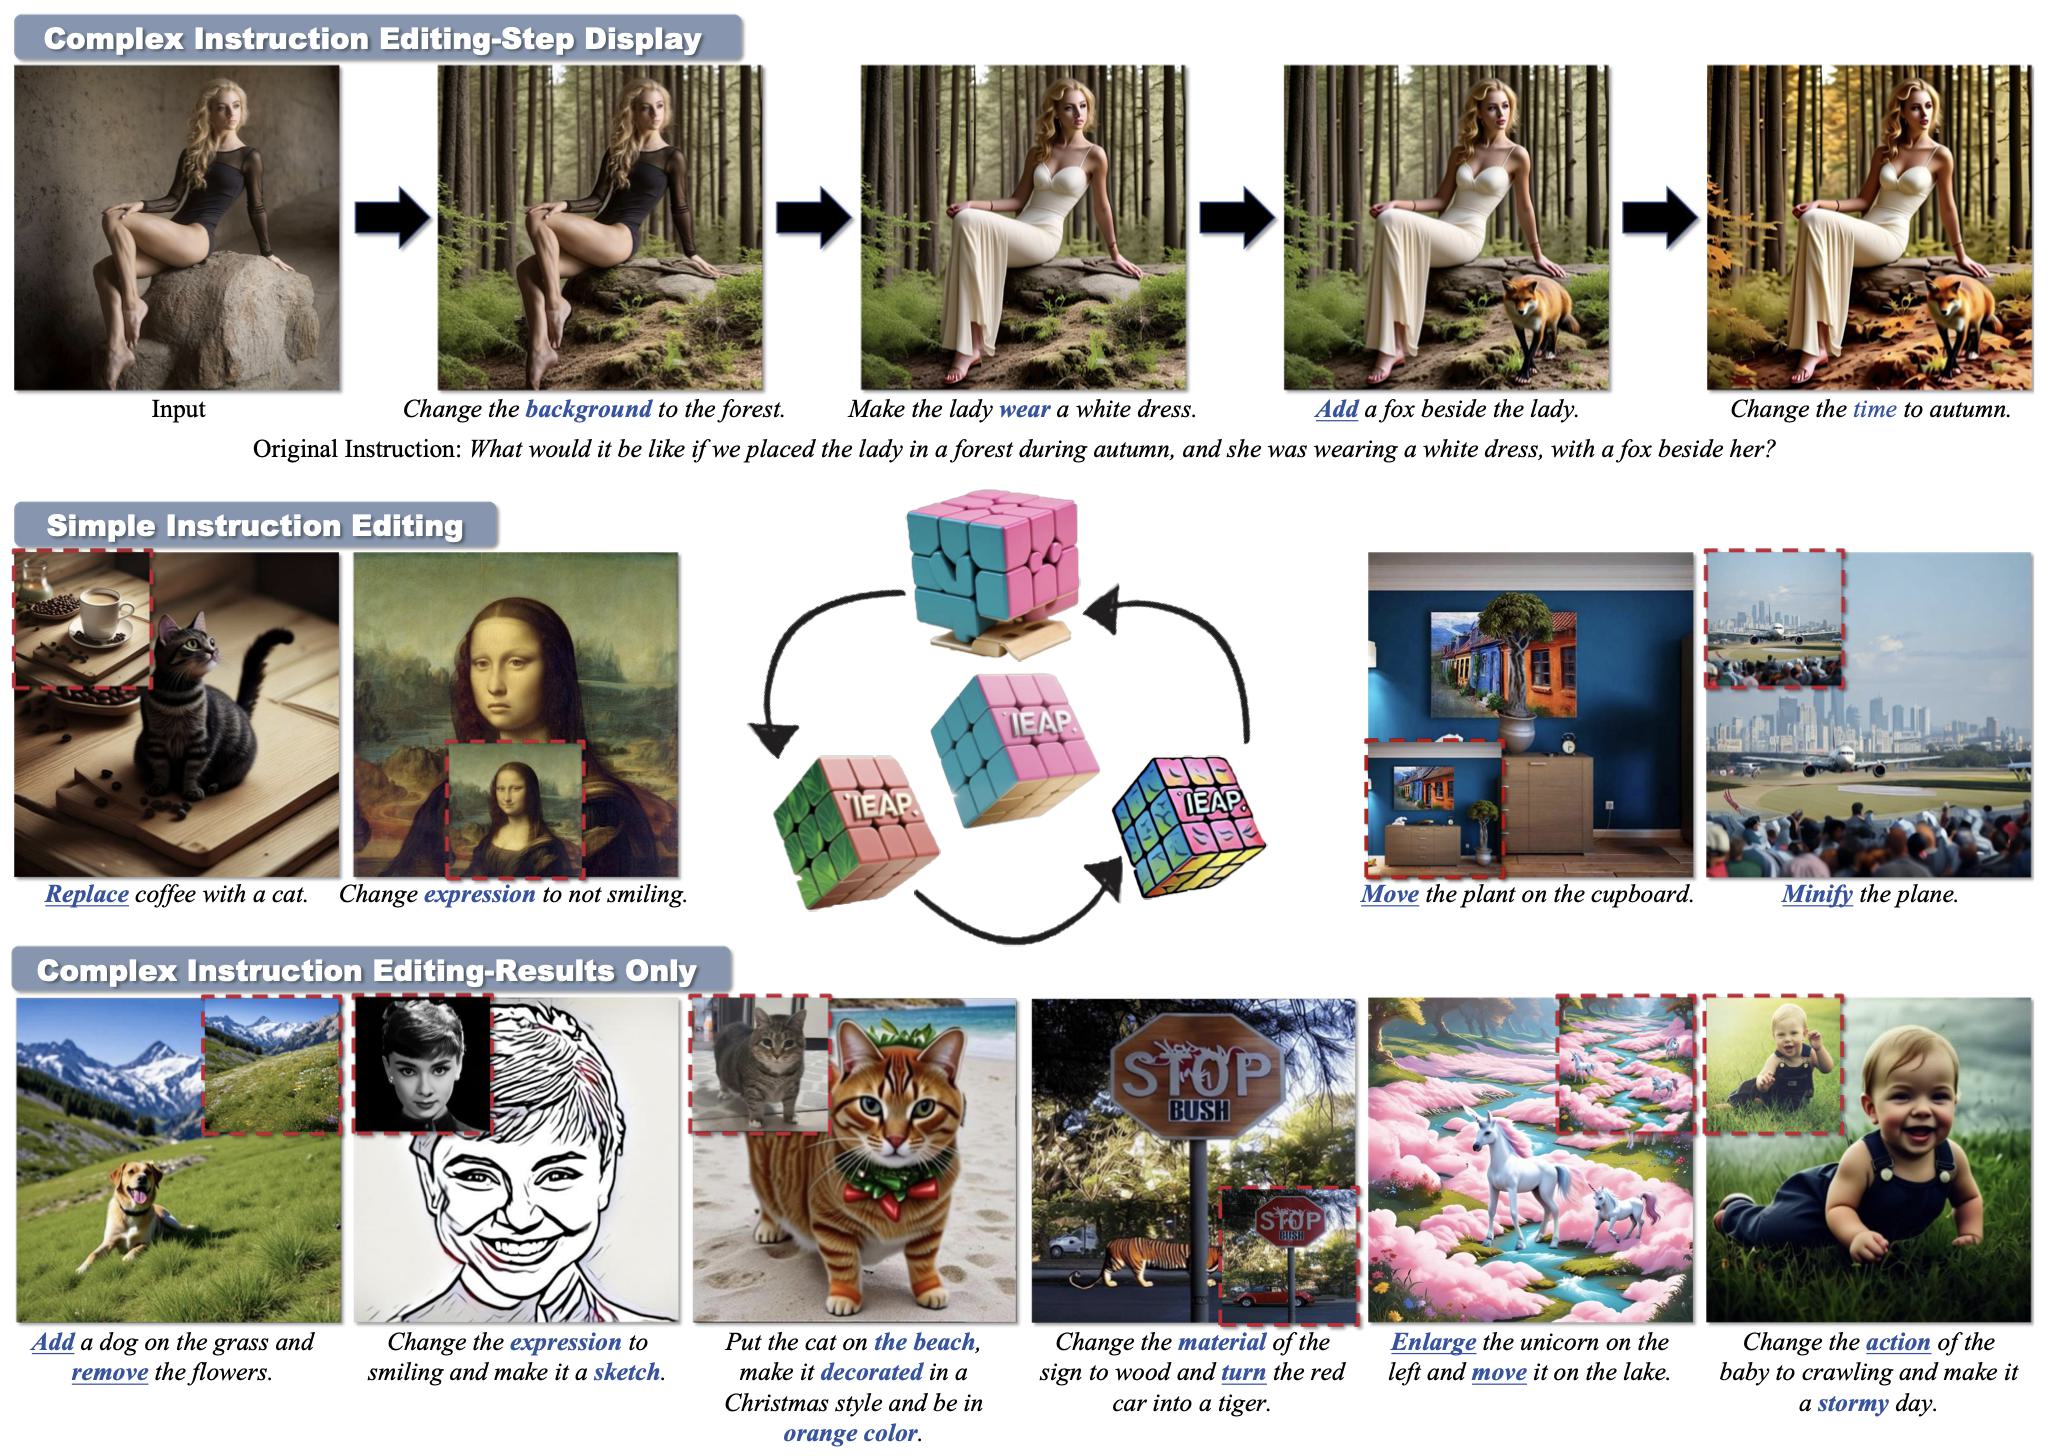 Complex Instruction Editing-Step Display
Input
Change the background to the forest.
Make the lady wear a white dress.
Add a fox beside the lady.
Change the time to autumn.
Original Instruction: What would it be like if we placed the lady in a forest during autumn, and she was wearing a white dress, with a fox beside her?
Simple Instruction Editing
IEAP
IEAP
IEAP
Replace coffee with a cat.
Change expression to not smiling.
Move the plant on the cupboard.
Minify the plane.
Complex Instruction Editing-Results Only
STOP
BUSH
STOP
BUSH
Add a dog on the grass and
remove the flowers.
Change the expression to
smiling and make it a sketch.
Put the cat on the beach,
make it decorated in a
Christmas style and be in
orange color.
Change the material of the
sign to wood and turn the red
car into a tiger.
Enlarge the unicorn on the
left and move it on the lake.
Change the action of the
baby to crawling and make it
a stormy day.